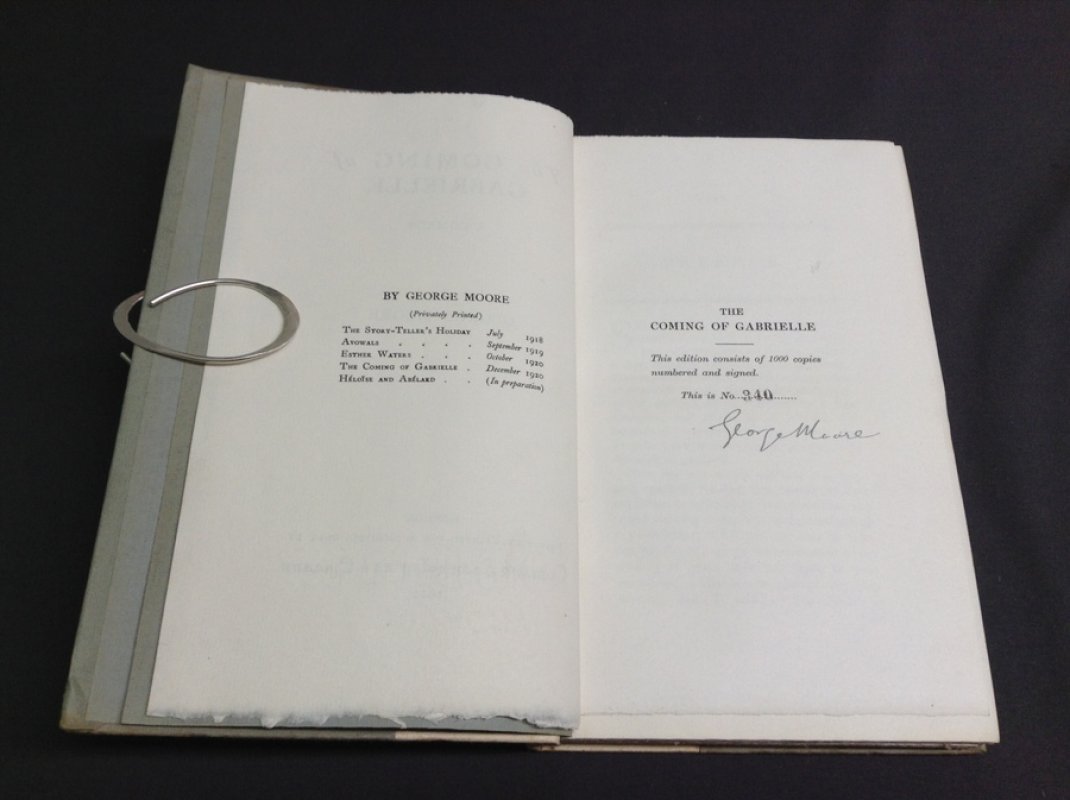 BY GEORGE MOORE
(Privately Printed)
The Story-Teller's Holiday July 1918
Avowals . . . . September 1919
Esther Waters . . . October 1920
The Coming of Gabrielle . December 1920
Héloïse and Abélard . . (In preparation)
THE
COMING OF GABRIELLE
This edition consists of 1000 copies
numbered and signed.
This is No. 340
George Moore